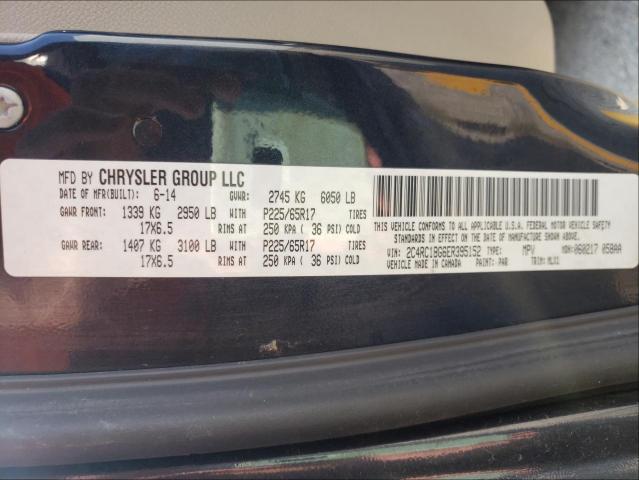 MFD BY CHRYSLER GROUP LLC
DATE OF MFR(BUILT): 6-14 GVWR: 2745 KG 6050 LB
GAWR FRONT: 1339 KG 2950 LB WITH P225/65R17 TIRES
17X6.5 RIMS AT 250 KPA ( 36 PSI) COLD
GAWR REAR: 1407 KG 3100 LB WITH P225/65R17 TIRES
17X6.5 RIMS AT 250 KPA ( 36 PSI) COLD
THIS VEHICLE CONFORMS TO ALL APPLICABLE U.S.A. FEDERAL MOTOR VEHICLE SAFETY
STANDARDS IN EFFECT ON THE DATE OF MANUFACTURE SHOWN ABOVE.
VIN: 2C4RC1BG6ER395152 TYPE: MPV MDH: 060217 058AA
VEHICLE MADE IN CANADA PAINT: PAB TRIM: MLX1